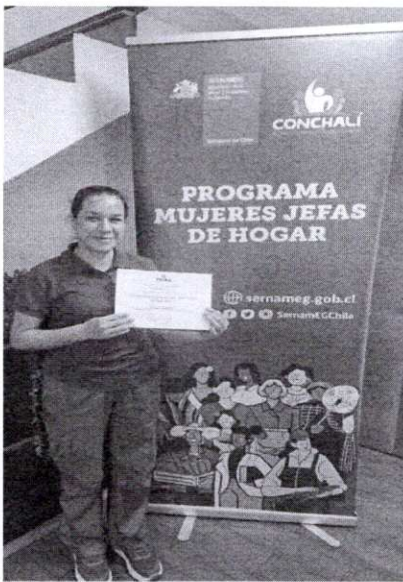 CONCHALÍ
PROGRAMA
MUJERES JEFAS
DE HOGAR
sernameg.gob.cl
SernamEGChile